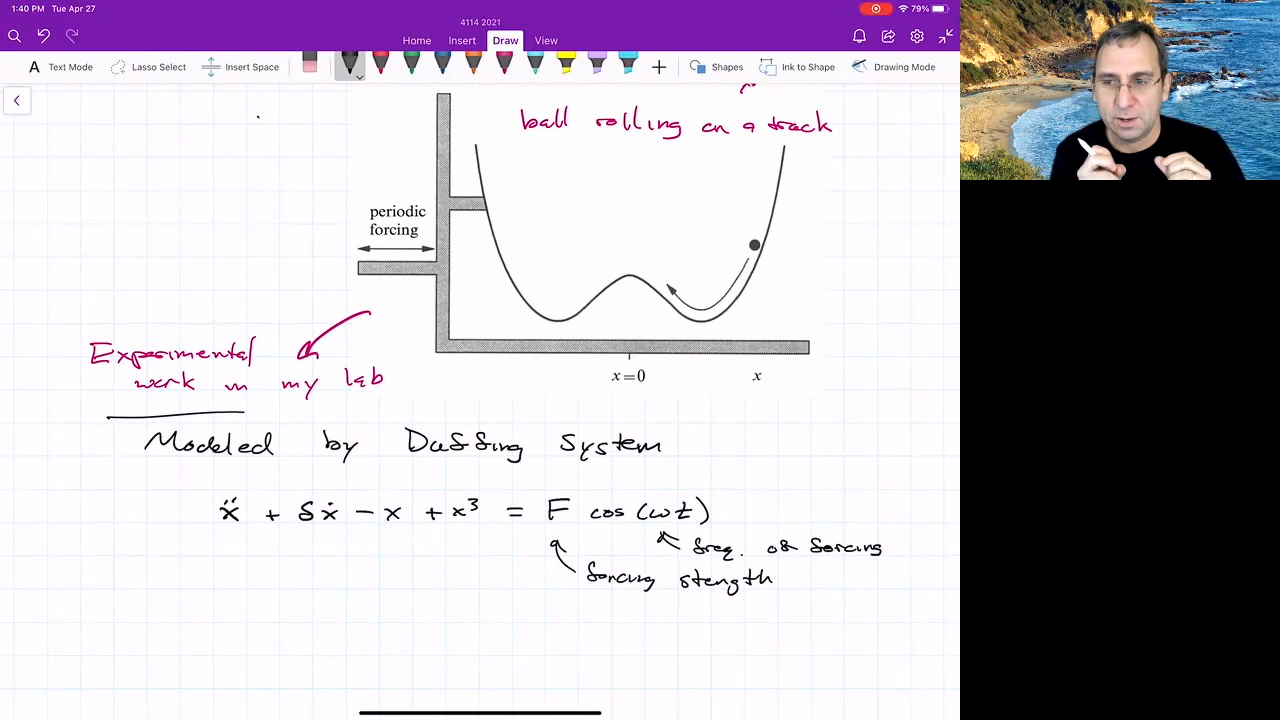 1:40 PM Tue Apr 27
79%
4114 2021
Home Insert Draw View
Text Mode Lasso Select Insert Space Shapes Ink to Shape Drawing Mode
ball rolling on a track
periodic
forcing
Experimental
work in my lab
x=0 x
Modeled by Duffing system
ẍ + δẋ − x + x³ = F cos(ωt)
freq. of forcing
forcing stength